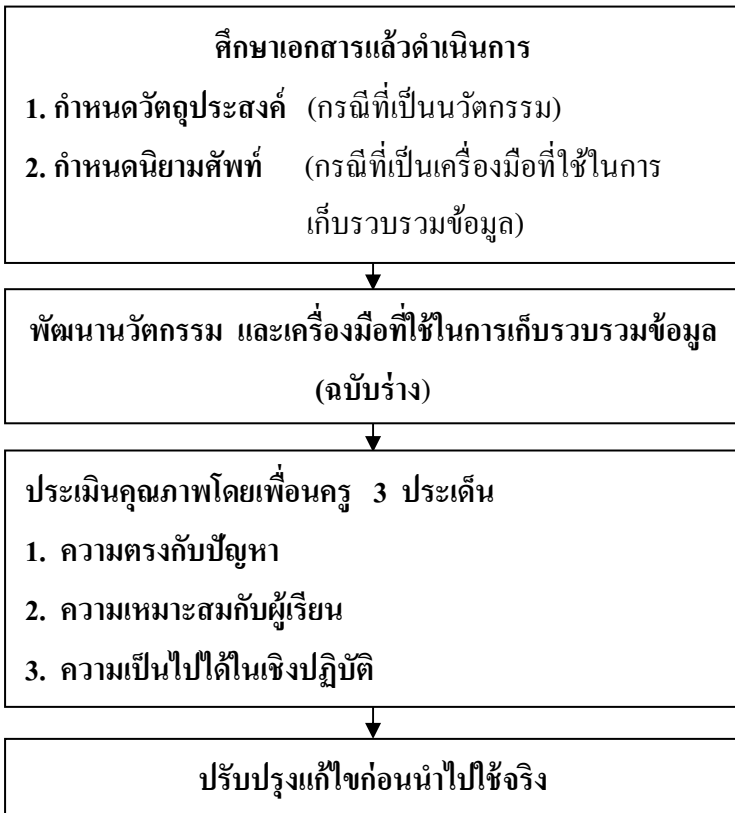 ศึกษาเอกสารแล้วดำเนินการ
1. กำหนดวัตถุประสงค์ (กรณีที่เป็นนวัตกรรม)
2. กำหนดนิยามศัพท์ (กรณีที่เป็นเครื่องมือที่ใช้ในการ
เก็บรวบรวมข้อมูล)
พัฒนานวัตกรรม และเครื่องมือที่ใช้ในการเก็บรวบรวมข้อมูล
(ฉบับร่าง)
ประเมินคุณภาพโดยเพื่อนครู 3 ประเด็น
1. ความตรงกับปัญหา
2. ความเหมาะสมกับผู้เรียน
3. ความเป็นไปได้ในเชิงปฏิบัติ
ปรับปรุงแก้ไขก่อนนำไปใช้จริง